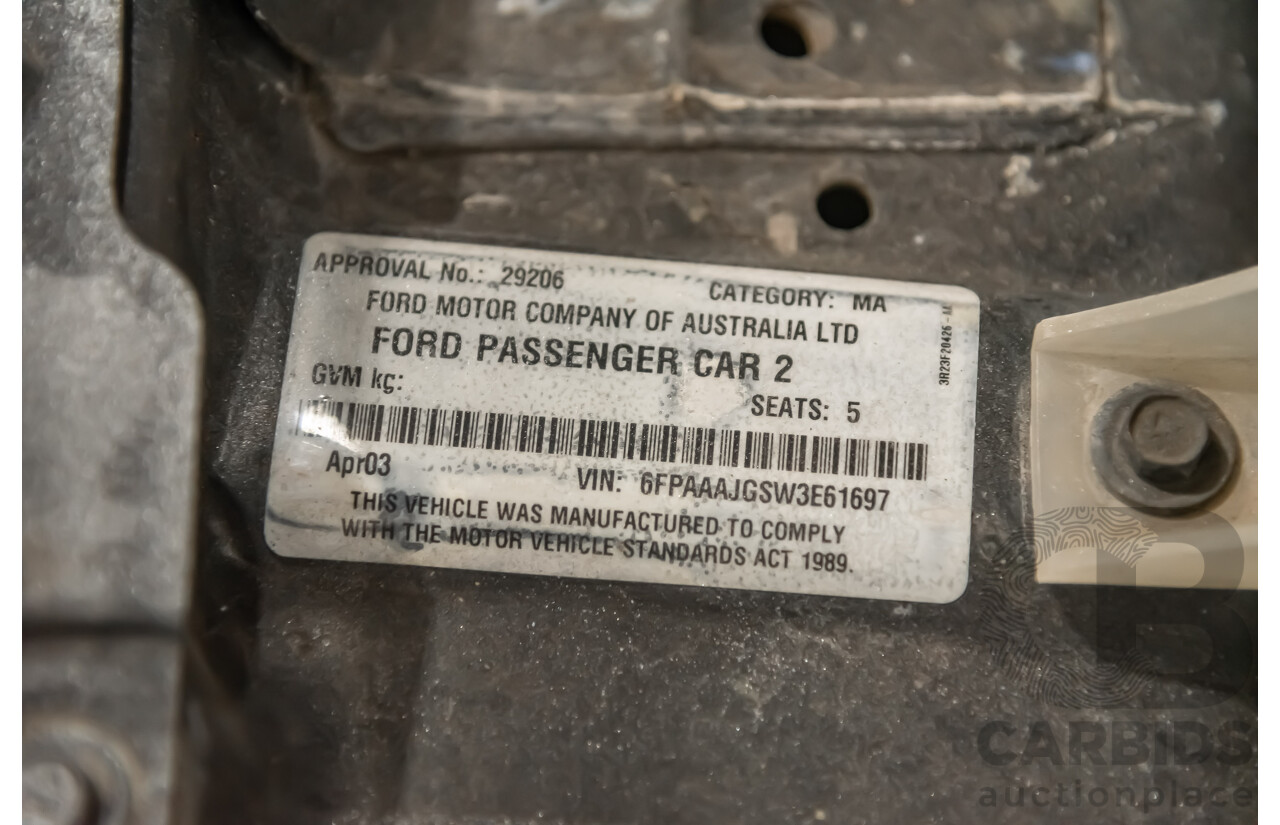 APPROVAL No.: 29206
CATEGORY: MA
FORD MOTOR COMPANY OF AUSTRALIA LTD
FORD PASSENGER CAR 2
GVM kg:
SEATS: 5
3R23F20426 - M
Apr03
VIN: 6FPAAAJGSW3E61697
THIS VEHICLE WAS MANUFACTURED TO COMPLY
WITH THE MOTOR VEHICLE STANDARDS ACT 1989.
CB
CARBIDS
auctionplace